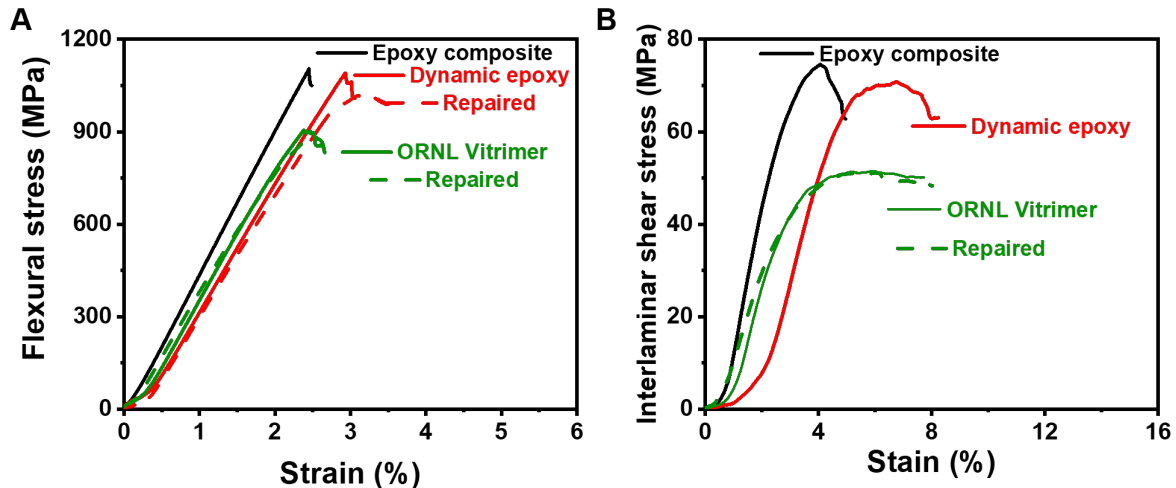 A
Flexural stress (MPa)
1200
900
600
300
0
Epoxy composite
Dynamic epoxy
Repaired
ORNL Vitrimer
Repaired
0 1 2 3 4 5 6
Strain (%)
B
Interlaminar shear stress (MPa)
80
60
40
20
0
Epoxy composite
Dynamic epoxy
ORNL Vitrimer
Repaired
0 4 8 12 16
Stain (%)